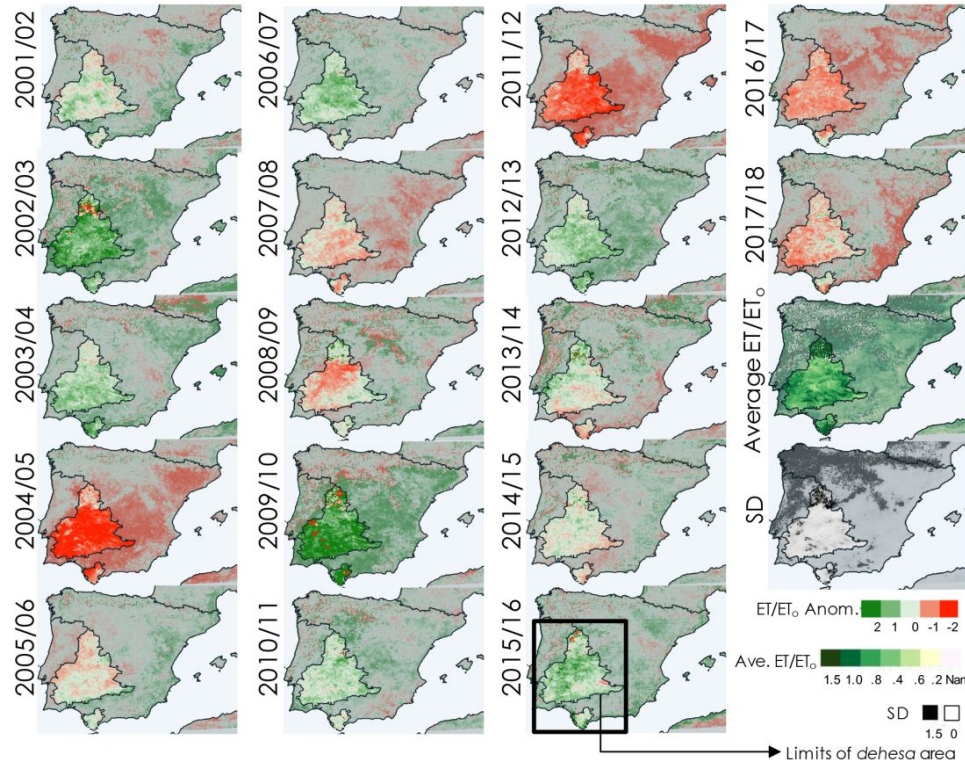 2001/02
2006/07
2011/12
2016/17
2002/03
2007/08
2012/13
2017/18
2003/04
2008/09
2013/14
Average ET/ETₒ
2004/05
2009/10
2014/15
SD
2005/06
2010/11
2015/16
ET/ETₒ Anom.
2 1 0 -1 -2
Ave. ET/ETₒ
1.5 1.0 .8 .4 .6 .2 Nan
SD
1.5 0
Limits of dehesa area